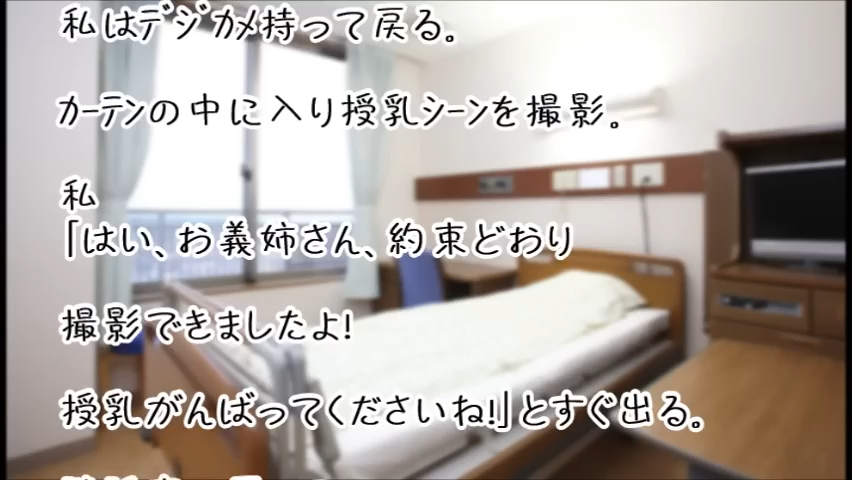 私はデジカメ持って戻る。
カーテンの中に入り授乳シーンを撮影。
私
「はい、お義姉さん、約束どおり
撮影できましたよ!
授乳がんばってくださいね!」とすぐ出る。